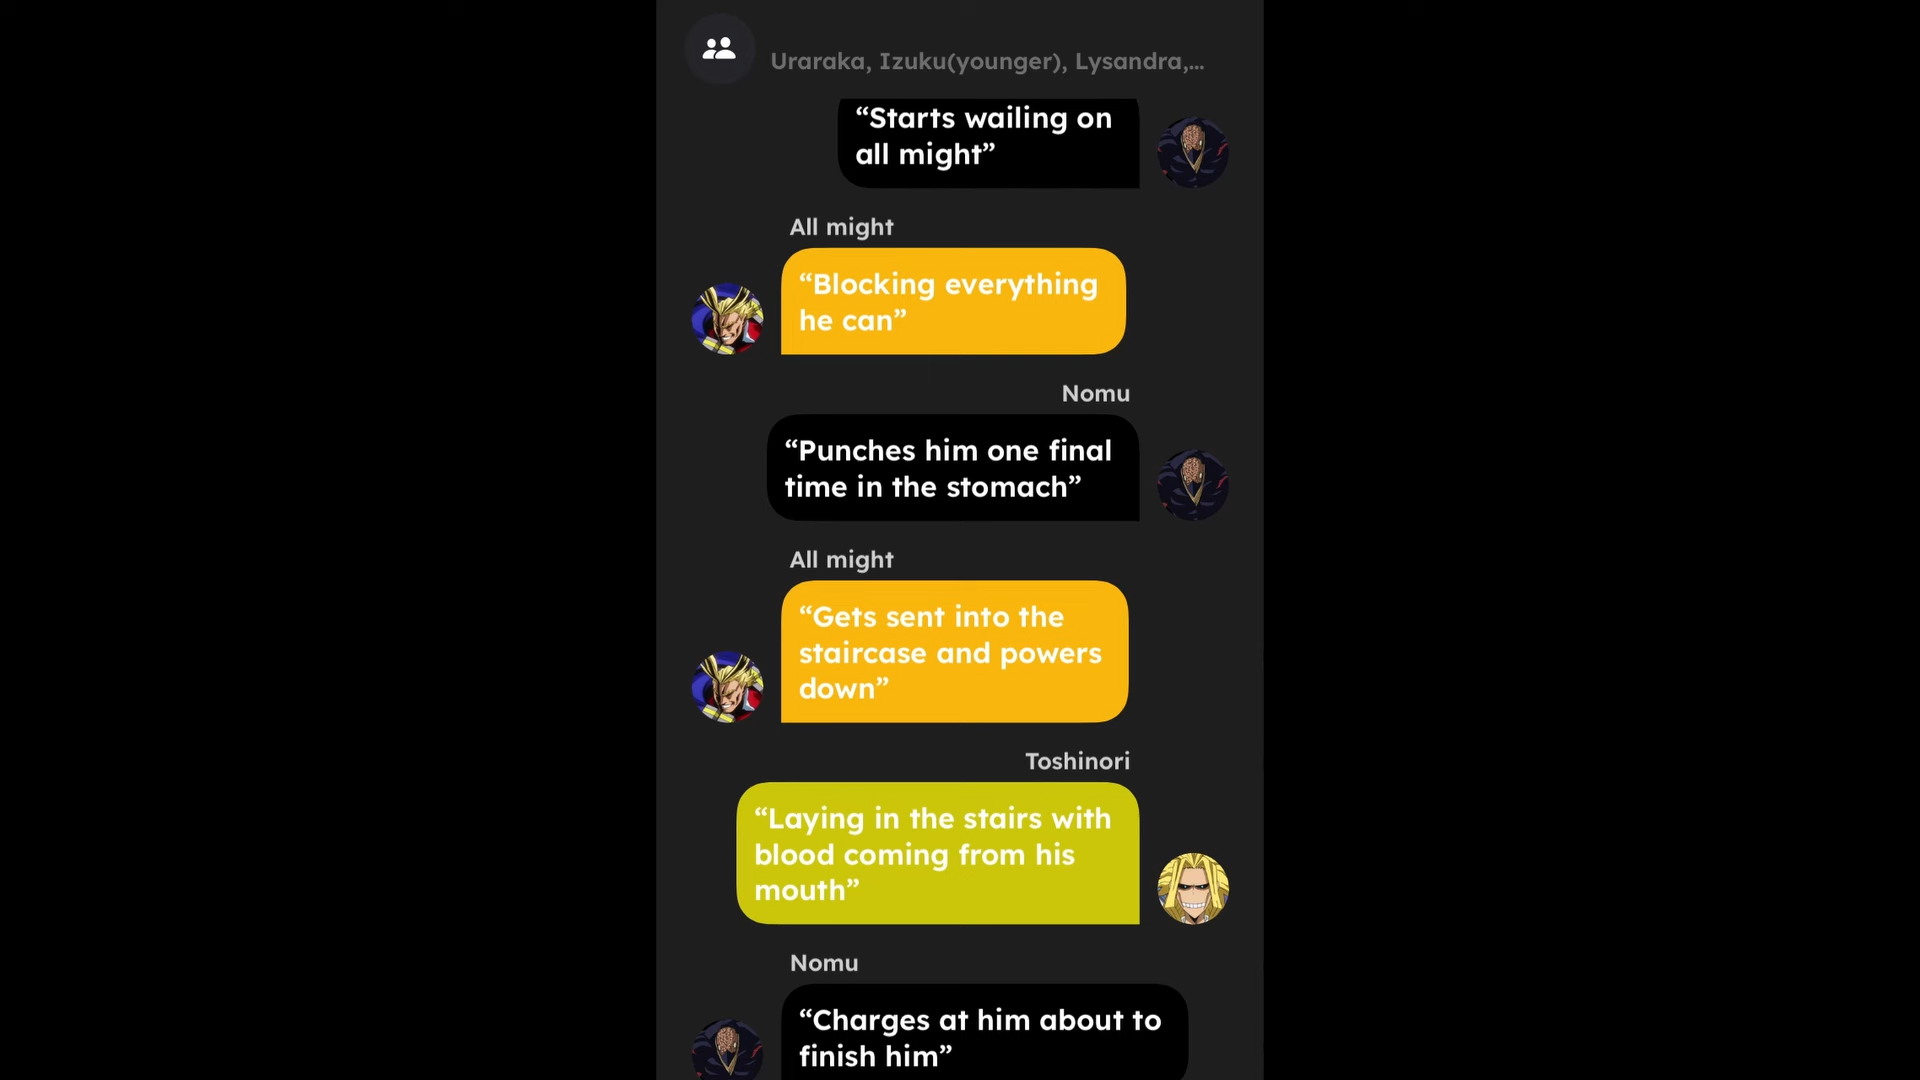 Uraraka, Izuku(younger), Lysandra,...
“Starts wailing on
all might”
All might
“Blocking everything
he can”
Nomu
“Punches him one final
time in the stomach”
All might
“Gets sent into the
staircase and powers
down”
Toshinori
“Laying in the stairs with
blood coming from his
mouth”
Nomu
“Charges at him about to
finish him”